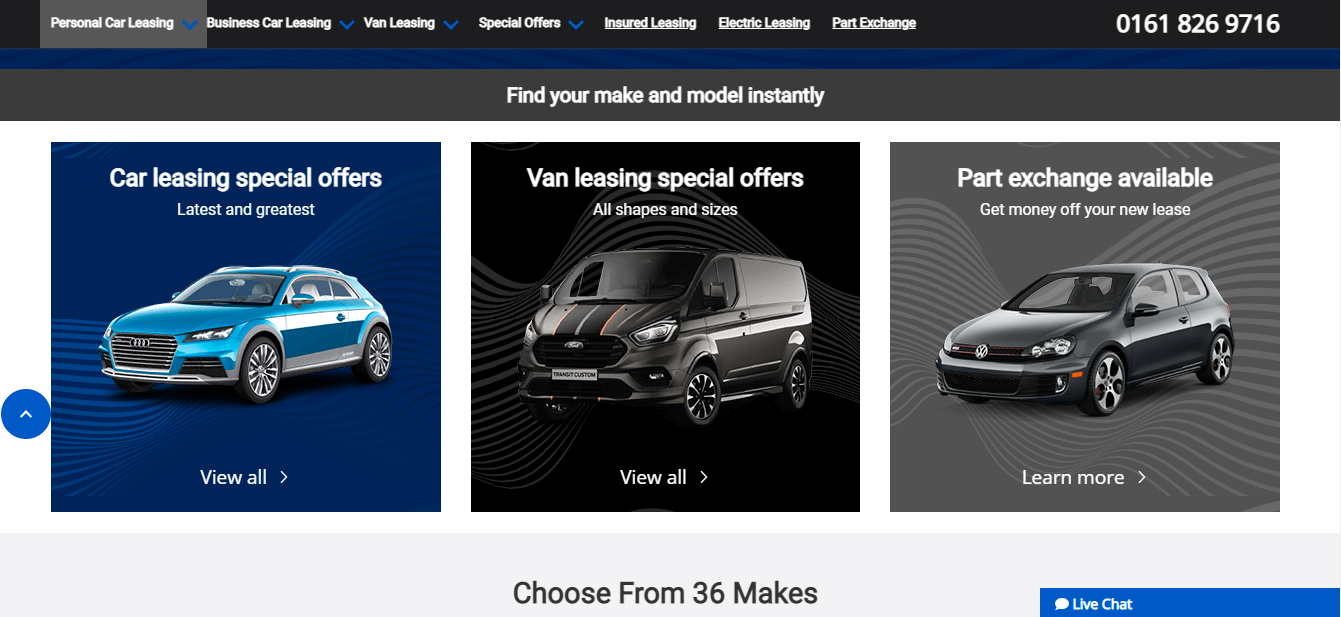 Personal Car Leasing Business Car Leasing Van Leasing Special Offers Insured Leasing Electric Leasing Part Exchange 0161 826 9716
Find your make and model instantly
Car leasing special offers
Latest and greatest
View all
Van leasing special offers
All shapes and sizes
Ford
TRANSIT CUSTOM
View all
Part exchange available
Get money off your new lease
Learn more
Choose From 36 Makes
Live Chat